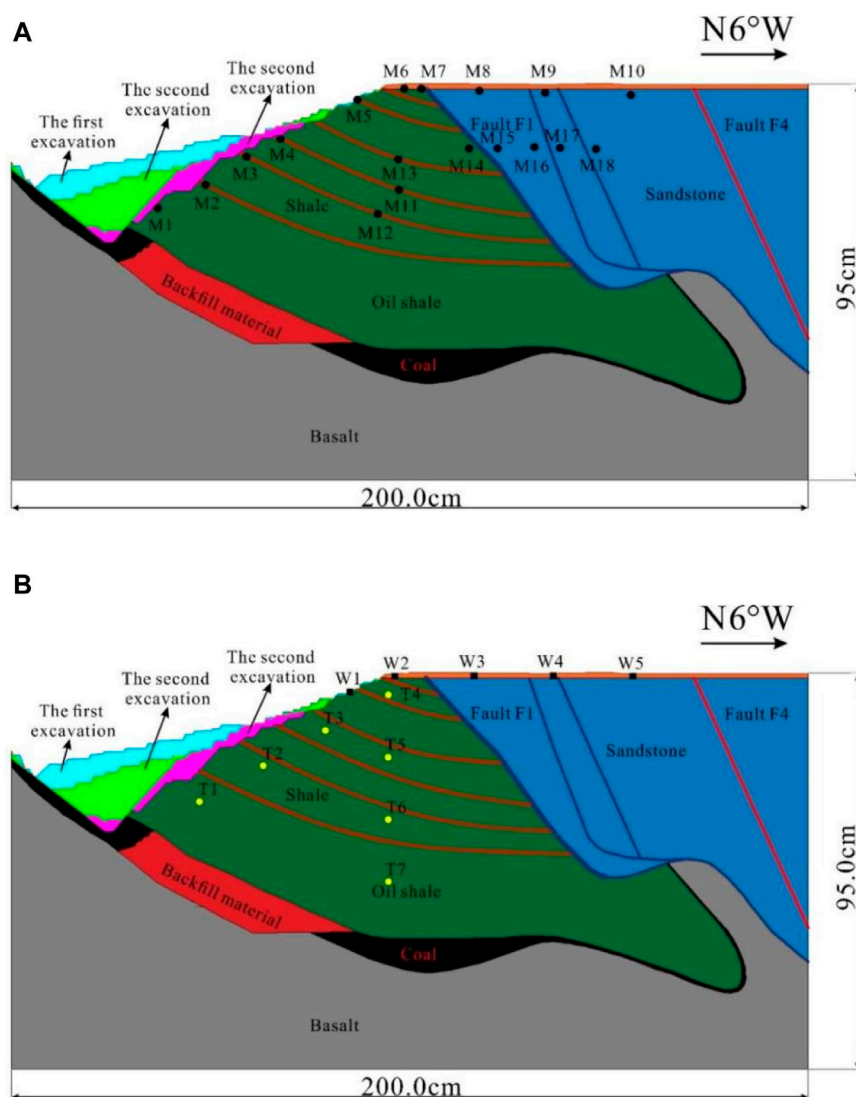 A
N6°W
The second
excavation
The second
excavation
The first
excavation
M6 M7 M8 M9 M10
M5
Fault F1
Fault F4
M4
M15 M17
M3
M13
M14
M16
M18
M2
M11
Shale
Sandstone
M1
M12
Oil shale
Backfill material
Coal
Basalt
95cm
200.0cm
B
N6°W
The second
excavation
The second
excavation
The first
excavation
W1
W2 W3 W4 W5
T4
T3
Fault F1
Fault F4
T2
T5
Sandstone
T1
Shale
T6
T7
Oil shale
Backfill material
Coal
Basalt
95.0cm
200.0cm